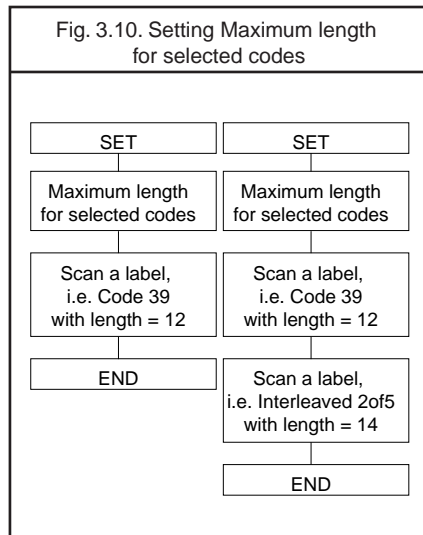 Fig. 3.10. Setting Maximum length
for selected codes
SET
Maximum length
for selected codes
Scan a label,
i.e. Code 39
with length = 12
END
SET
Maximum length
for selected codes
Scan a label,
i.e. Code 39
with length = 12
Scan a label,
i.e. Interleaved 2of5
with length = 14
END